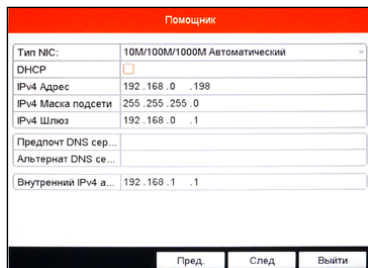 Помощник
Тип NIC: 10M/100M/1000M Автоматический
DHCP
IPv4 Адрес 192 .168 .0 .198
IPv4 Маска подсети 255 .255 .255 .0
IPv4 Шлюз 192 .168 .0 .1
Предпочт DNS сер...
Альтернат DNS се...
Внутренний IPv4 а... 192 .168 .1 .1
Пред. След Выйти